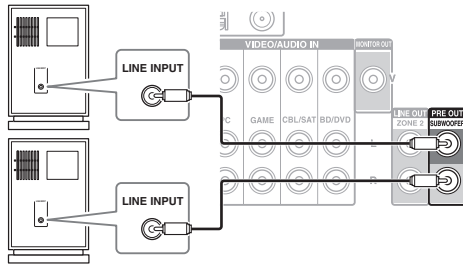 VIDEO/AUDIO IN
MONITOR OUT
LINE INPUT
V
PC GAME CBL/SAT BD/DVD
LINE OUT PRE OUT
ZONE 2 SUBWOOFER
L
R
LINE INPUT